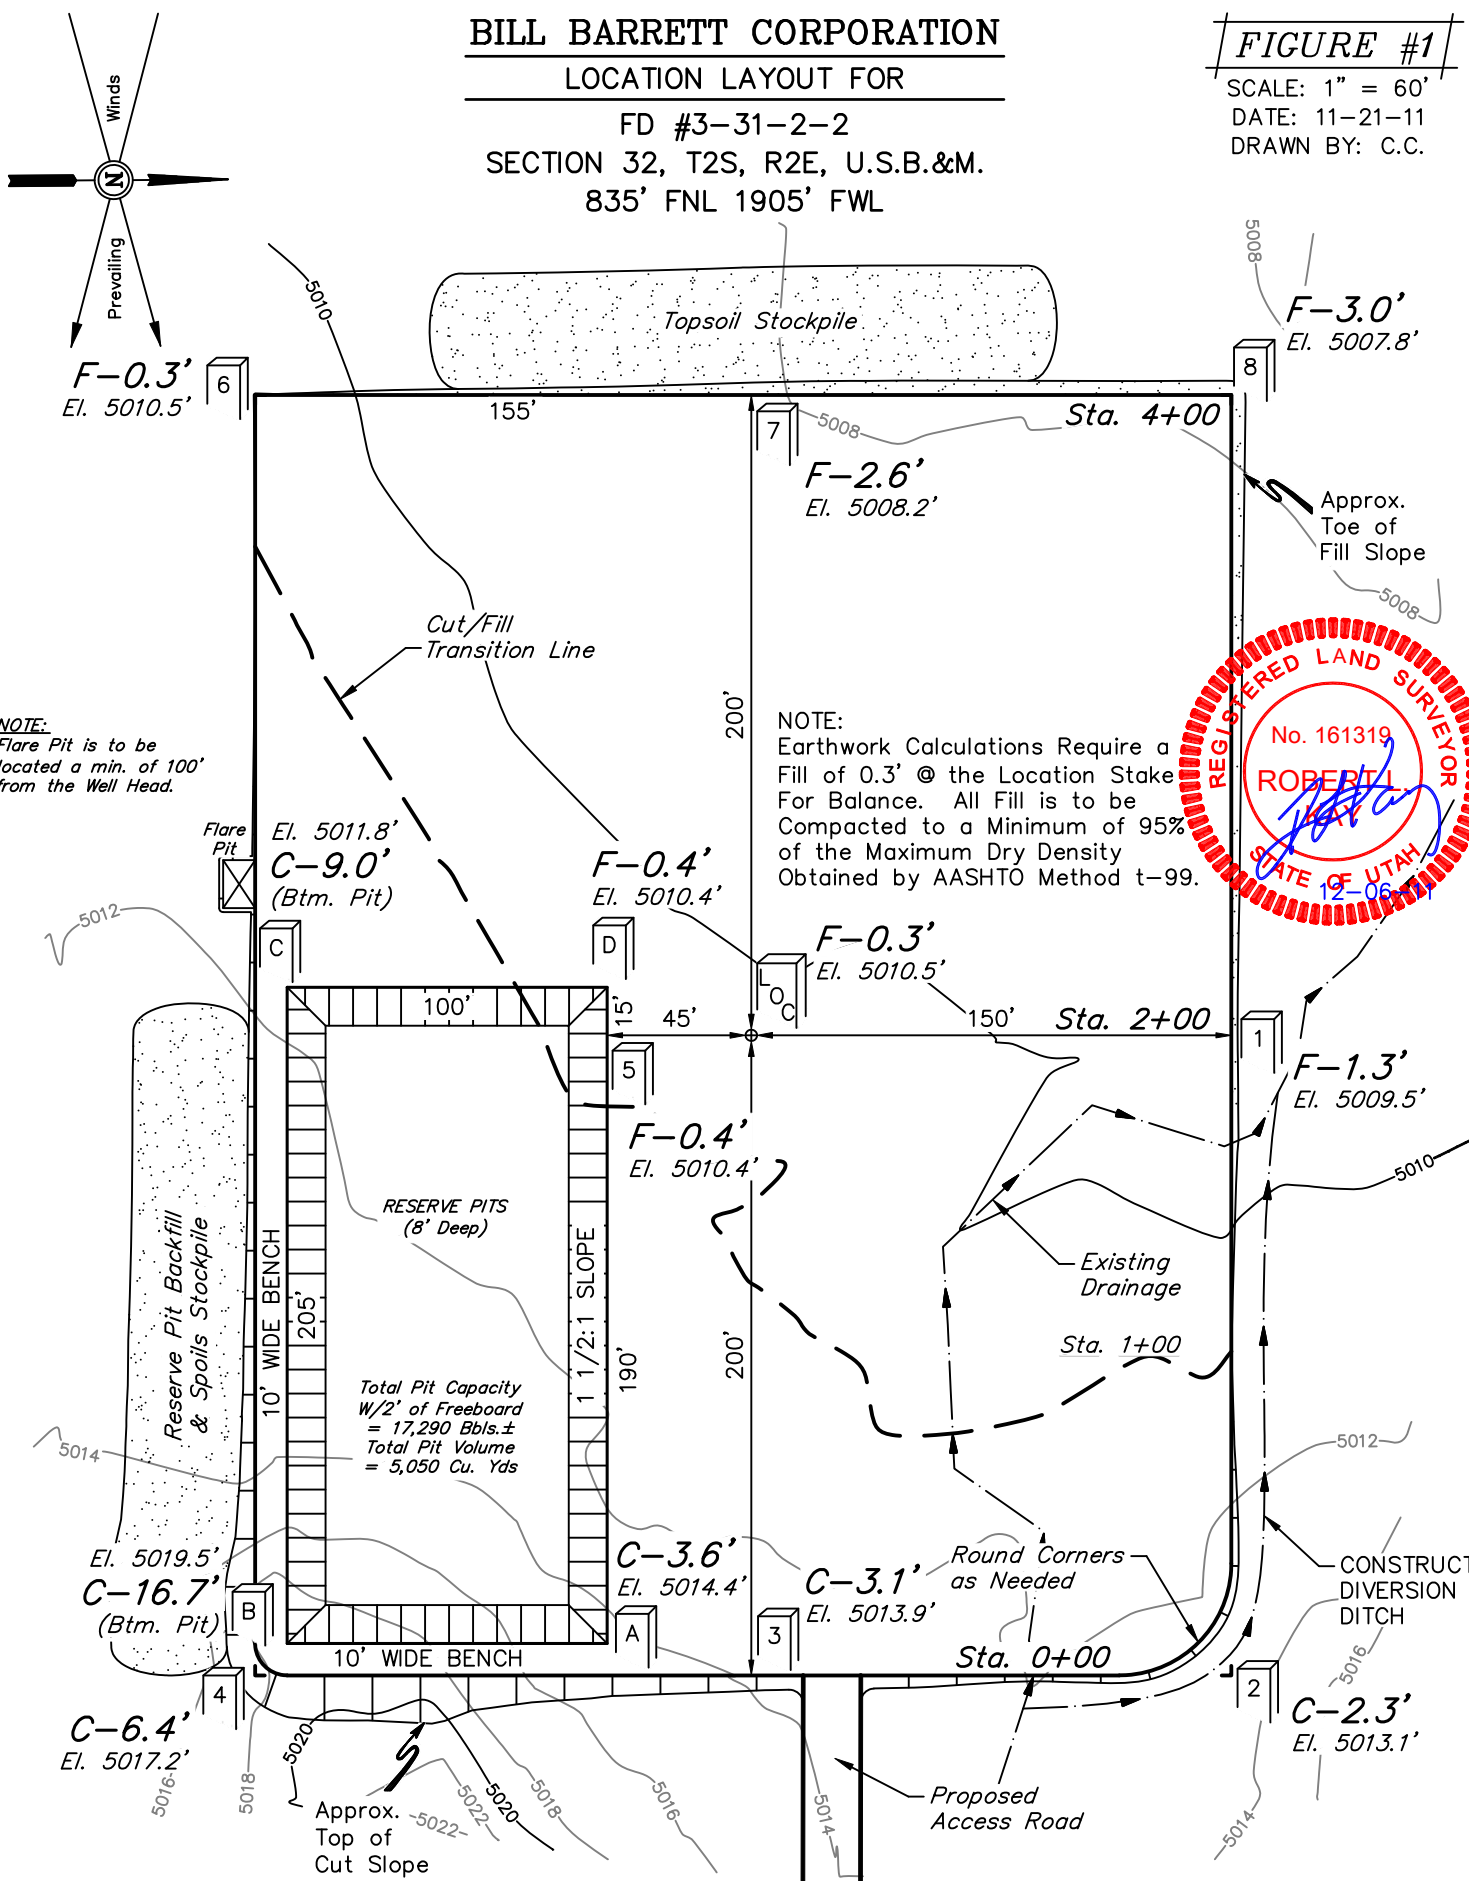 BILL BARRETT CORPORATION
LOCATION LAYOUT FOR
FD #3-31-2-2
SECTION 32, T2S, R2E, U.S.B.&M.
835' FNL 1905' FWL
FIGURE #1
SCALE: 1" = 60'
DATE: 11-21-11
DRAWN BY: C.C.
Winds
N
Prevailing
5010
Topsoil Stockpile
5008
F-3.0'
El. 5007.8'
8
F-0.3'
El. 5010.5'
6
155'
7
5008
Sta. 4+00
F-2.6'
El. 5008.2'
Approx.
Toe of
Fill Slope
5008
Cut/Fill
Transition Line
200'
NOTE:
Flare Pit is to be
located a min. of 100'
from the Well Head.
NOTE:
Earthwork Calculations Require a
Fill of 0.3' @ the Location Stake
For Balance. All Fill is to be
Compacted to a Minimum of 95%
of the Maximum Dry Density
Obtained by AASHTO Method t-99.
REGISTERED LAND SURVEYOR
No. 161319
ROBERT L.
KAY
STATE OF UTAH
12-06-11
Flare
Pit
El. 5011.8'
C-9.0'
(Btm. Pit)
F-0.4'
El. 5010.4'
5012
C
D
F-0.3'
El. 5010.5'
LOC
100'
15'
45'
150'
Sta. 2+00
1
5
F-1.3'
El. 5009.5'
F-0.4'
El. 5010.4'
5010
RESERVE PITS
(8' Deep)
Reserve Pit Backfill
& Spoils Stockpile
10' WIDE BENCH
205'
1 1/2:1 SLOPE
190'
200'
Existing
Drainage
Sta. 1+00
Total Pit Capacity
W/2' of Freeboard
= 17,290 Bbls.±
Total Pit Volume
= 5,050 Cu. Yds
5014
5012
El. 5019.5'
C-16.7'
(Btm. Pit)
B
C-3.6'
El. 5014.4'
A
C-3.1'
El. 5013.9'
3
Round Corners
as Needed
CONSTRUCT
DIVERSION
DITCH
10' WIDE BENCH
Sta. 0+00
5016
4
2
C-6.4'
El. 5017.2'
C-2.3'
El. 5013.1'
5016
5018
5020
5022
5020
5018
5016
5014
5014
Approx.
Top of
Cut Slope
5022
Proposed
Access Road